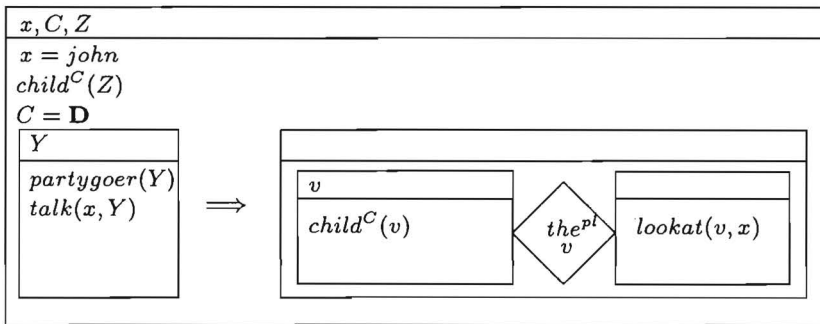 x, C, Z
x = john
child^C(Z)
C = D
Y
partygoer(Y)
talk(x, Y)
⟹
v
child^C(v)
the^pl
v
lookat(v, x)